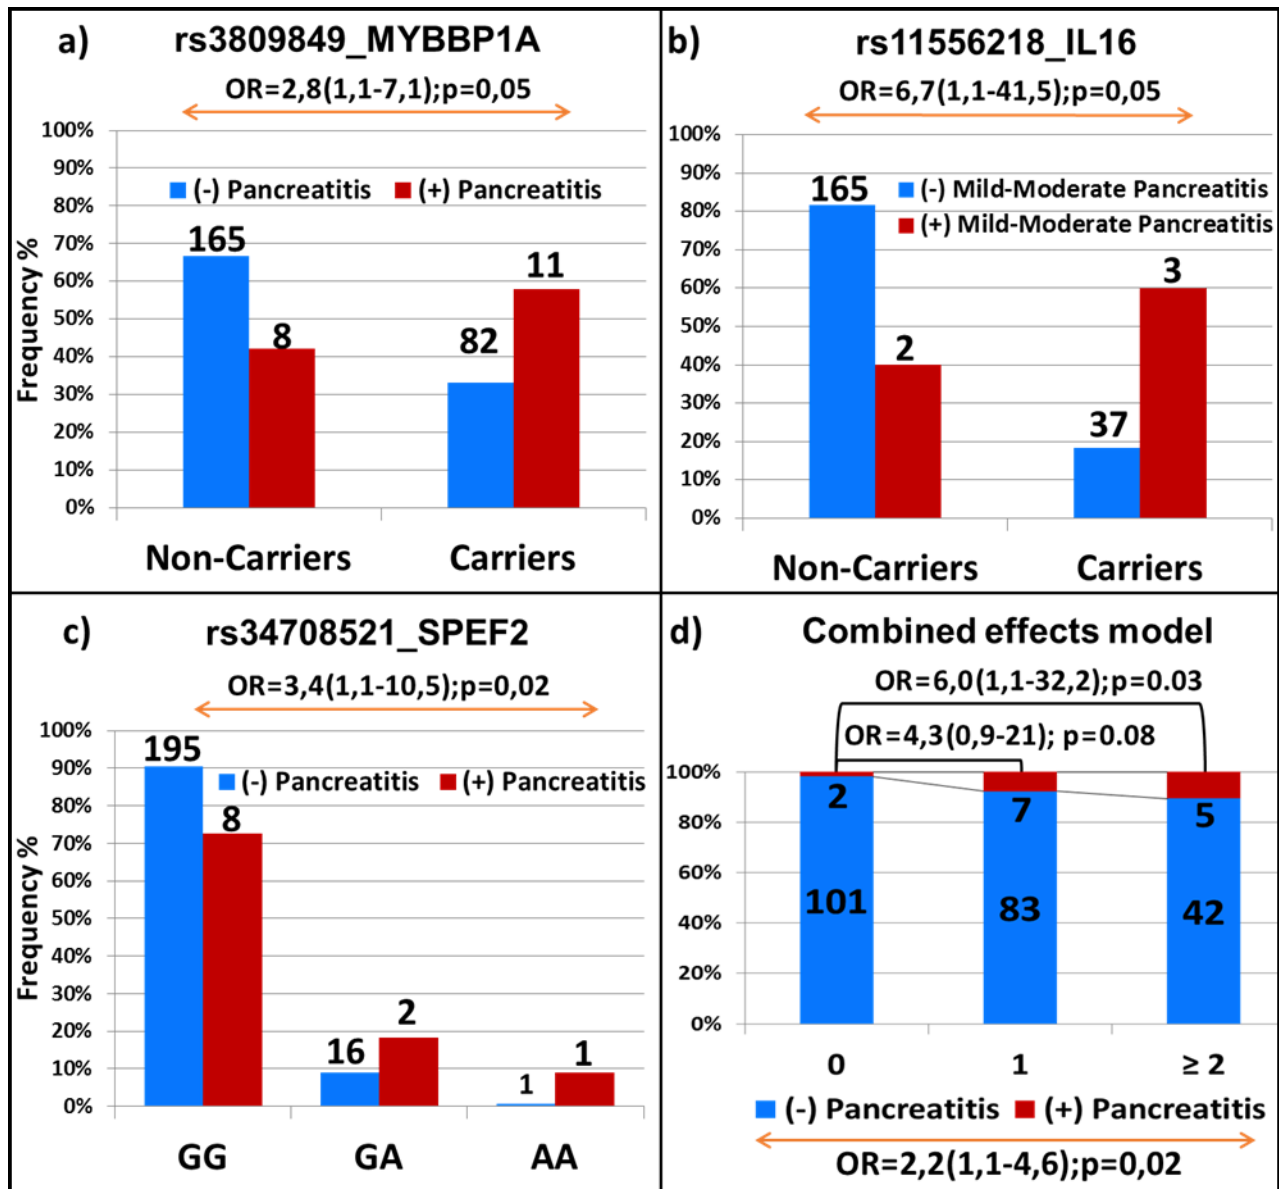 a) rs3809849_MYBBP1A
OR=2,8(1,1-7,1);p=0,05
100%
90%
80%
70%
60%
50%
40%
30%
20%
10%
0%
Frequency %
(-) Pancreatitis (+) Pancreatitis
165
8
82
11
Non-Carriers Carriers
b) rs11556218_IL16
OR=6,7(1,1-41,5);p=0,05
100%
90%
80%
70%
60%
50%
40%
30%
20%
10%
0%
(-) Mild-Moderate Pancreatitis
(+) Mild-Moderate Pancreatitis
165
2
37
3
Non-Carriers Carriers
c) rs34708521_SPEF2
OR=3,4(1,1-10,5);p=0,02
100%
90%
80%
70%
60%
50%
40%
30%
20%
10%
0%
Frequency %
(-) Pancreatitis (+) Pancreatitis
195
8
16
2
1
1
GG GA AA
d) Combined effects model
OR=6,0(1,1-32,2);p=0.03
OR=4,3(0,9-21); p=0.08
100%
80%
60%
40%
20%
0%
2 7 5
101 83 42
0 1 ≥ 2
(-) Pancreatitis (+) Pancreatitis
OR=2,2(1,1-4,6);p=0,02